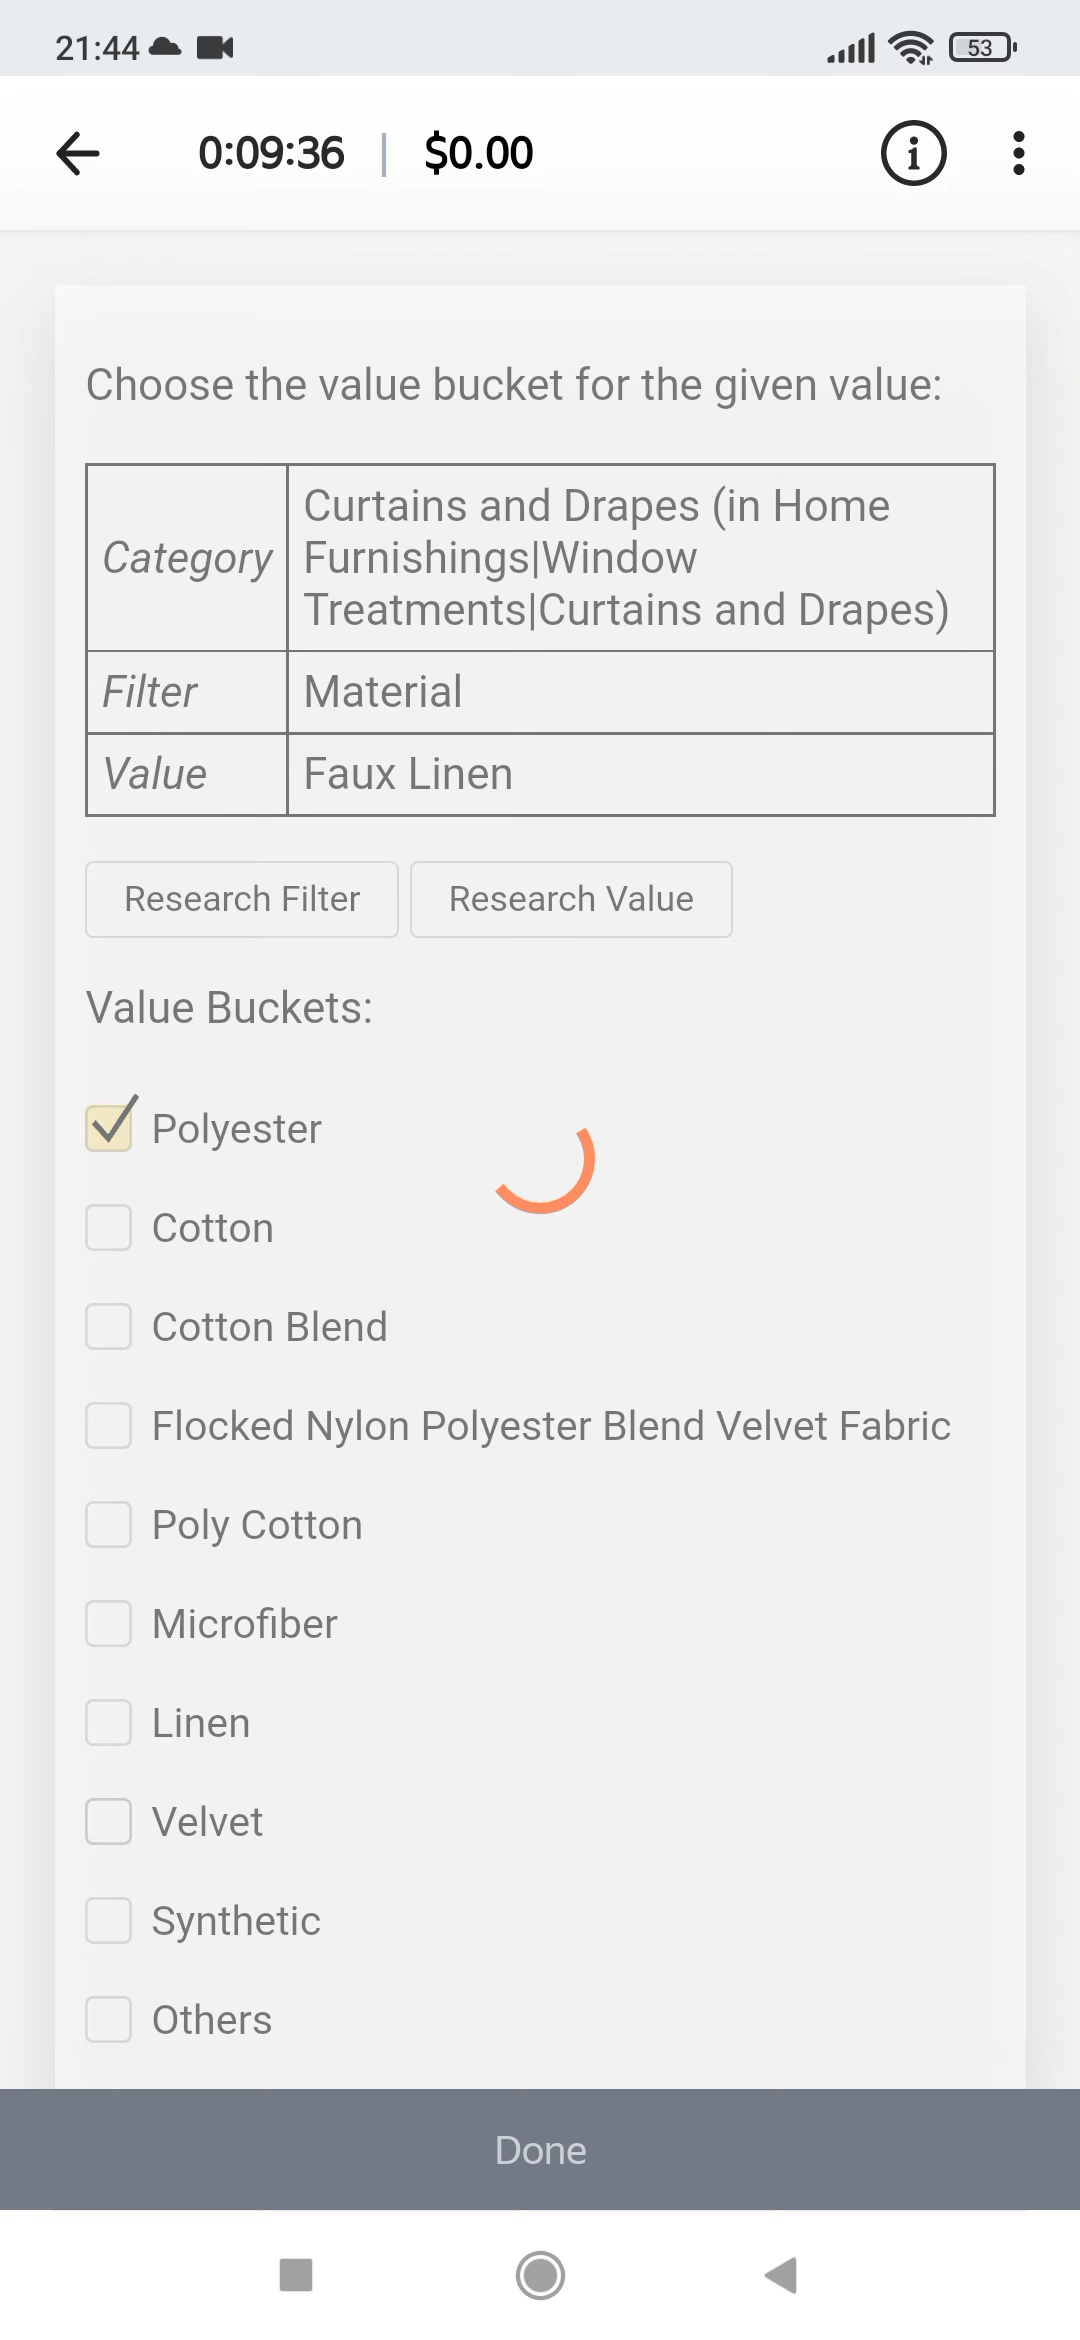 21:44
53
0:09:36 | $0.00
Choose the value bucket for the given value:
Category
Curtains and Drapes (in Home
Furnishings|Window
Treatments|Curtains and Drapes)
Filter
Material
Value
Faux Linen
Research Filter
Research Value
Value Buckets:
Polyester
Cotton
Cotton Blend
Flocked Nylon Polyester Blend Velvet Fabric
Poly Cotton
Microfiber
Linen
Velvet
Synthetic
Others
Done